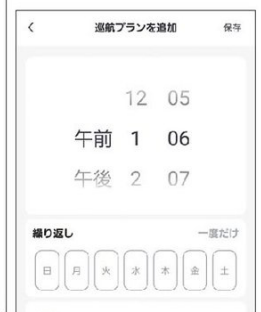 < 巡航プランを追加 保存
12 05
午前 1 06
午後 2 07
繰り返し 一度だけ
日 月 火 水 木 金 土